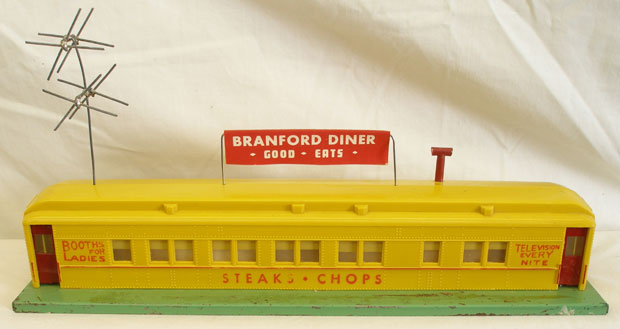 BRANFORD DINER
- GOOD - EATS -
BOOTHS
FOR
LADIES
TELEVISION
EVERY
NITE
STEAKS • CHOPS